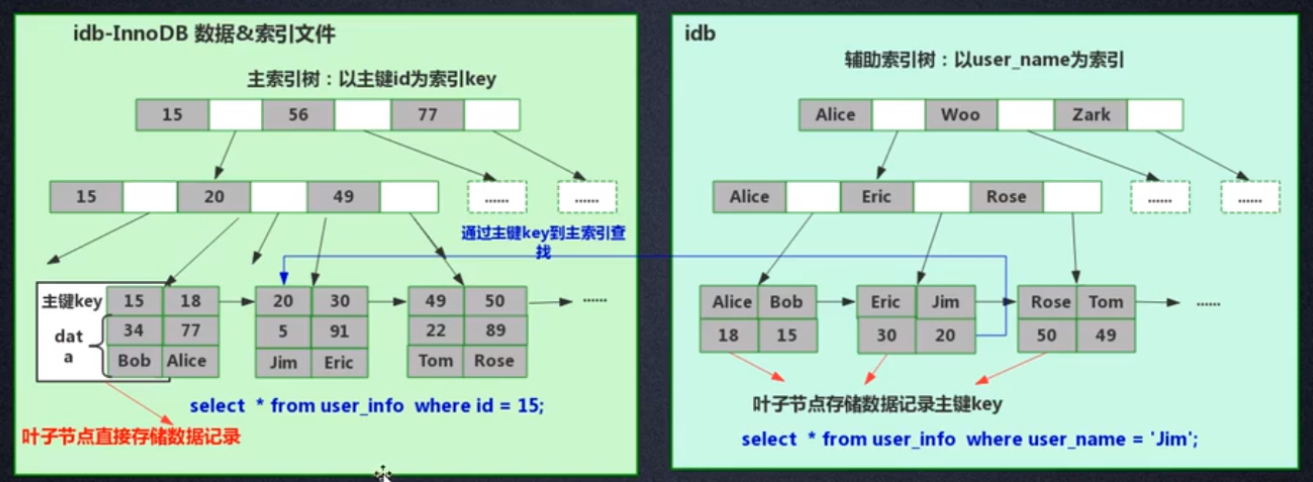 idb-InnoDB 数据&索引文件
主索引树：以主键id为索引key
15 56 77
15 20 49 ...... ......
通过主键key到主索引查
找
主键key 15 18 20 30 49 50 ......
dat
a
34 77 5 91 22 89
Bob Alice Jim Eric Tom Rose
select * from user_info where id = 15;
叶子节点直接存储数据记录
idb
辅助索引树：以user_name为索引
Alice Woo Zark
Alice Eric Rose ...... ......
Alice Bob Eric Jim Rose Tom ......
18 15 30 20 50 49
叶子节点存储数据记录主键key
select * from user_info where user_name = 'Jim';